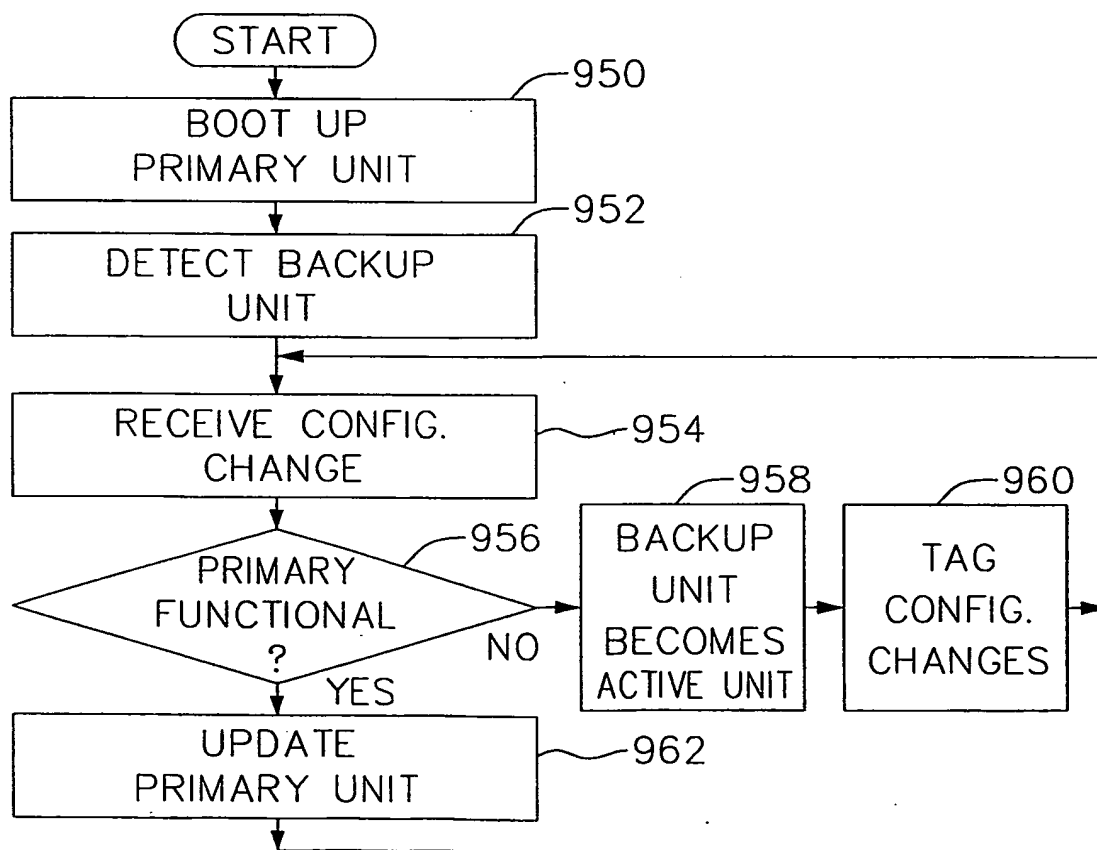 START
950
BOOT UP
PRIMARY UNIT
952
DETECT BACKUP
UNIT
RECEIVE CONFIG.
CHANGE
954
956
PRIMARY
FUNCTIONAL
?
NO
YES
958
BACKUP
UNIT
BECOMES
ACTIVE UNIT
960
TAG
CONFIG.
CHANGES
UPDATE
PRIMARY UNIT
962